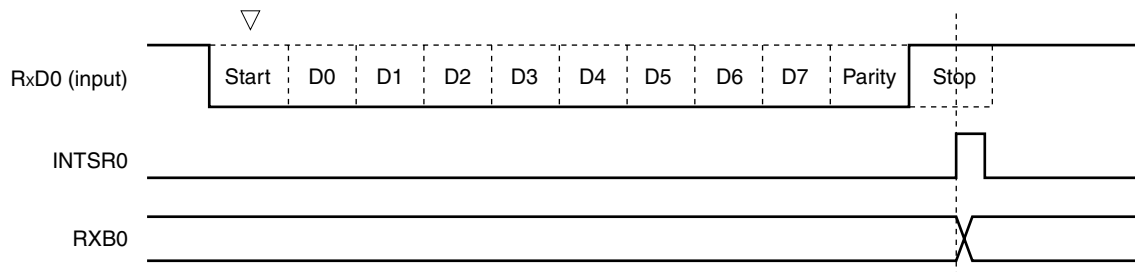 RxD0 (input) Start D0 D1 D2 D3 D4 D5 D6 D7 Parity Stop
INTSR0
RXB0